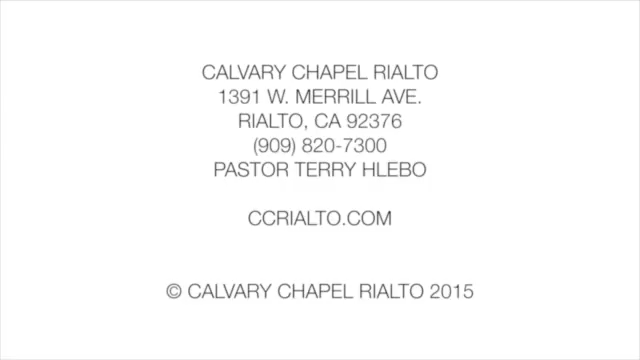 CALVARY CHAPEL RIALTO
1391 W. MERRILL AVE.
RIALTO, CA 92376
(909) 820-7300
PASTOR TERRY HLEBO
CCRIALTO.COM
© CALVARY CHAPEL RIALTO 2015